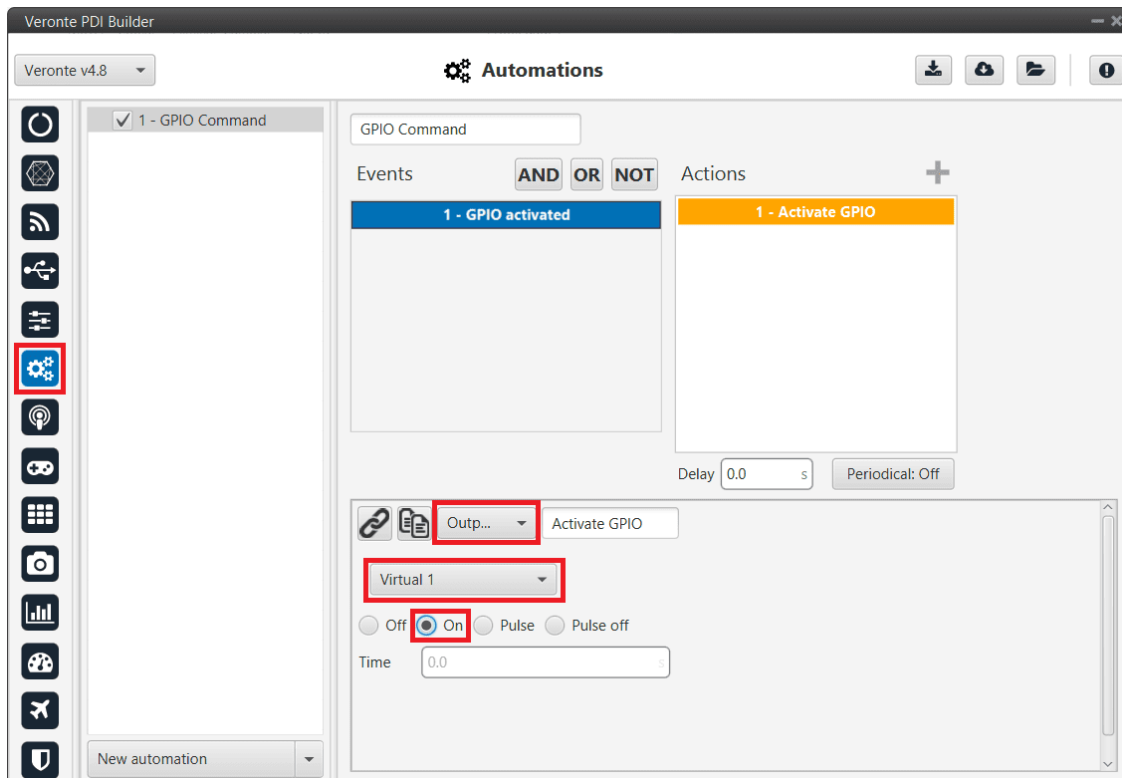 Veronte PDI Builder
Veronte v4.8
Automations
1 - GPIO Command
GPIO Command
Events
AND OR NOT
Actions
1 - GPIO activated
1 - Activate GPIO
Delay 0.0 s
Periodical: Off
Outp...
Activate GPIO
Virtual 1
Off On Pulse Pulse off
Time 0.0 s
New automation